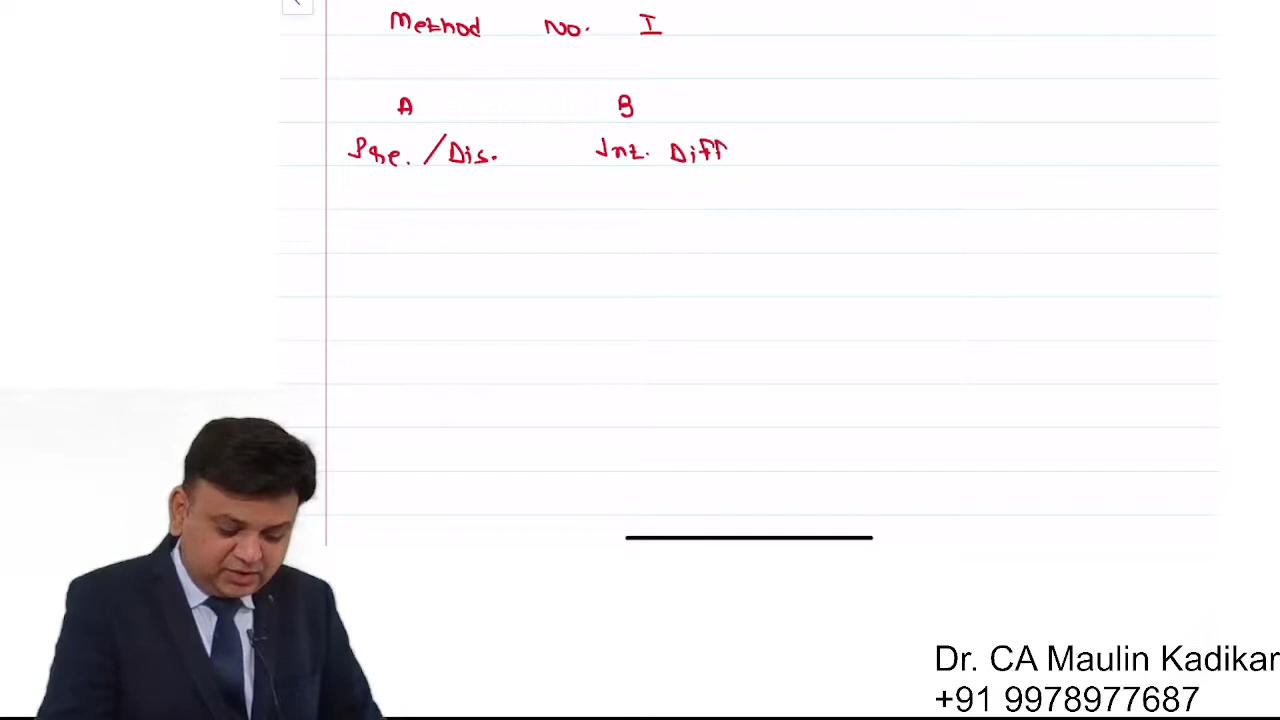 Method No. I
A B
Pre. / Dis. Int. Diff
Dr. CA Maulin Kadikar
+91 9978977687